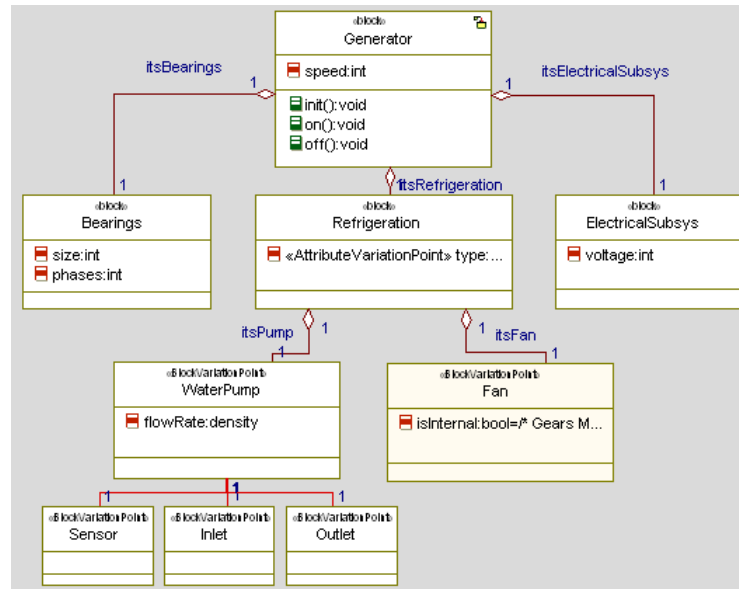 «block»
Generator
speed:int
itsBearings
1
1
itsElectricalSubsys
init():void
on():void
off():void
1
itsRefrigeration
1
1
«block»
Bearings
size:int
phases:int
«block»
Refrigeration
«AttributeVariationPoint» type:...
«block»
ElectricalSubsys
voltage:int
itsPump
1
1
itsFan
1
1
«BlockVariationPoint»
WaterPump
flowRate:density
«BlockVariationPoint»
Fan
isInternal:bool=/* Gears M...
1
1
1
1
«BlockVariationPoint»
Sensor
«BlockVariationPoint»
Inlet
«BlockVariationPoint»
Outlet